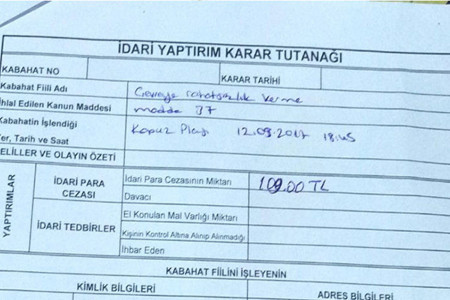 İDARİ YAPTIRIM KARAR TUTANAĞI
KABAHAT NO KARAR TARİHİ
Kabahat Fiili Adı Çevreye rahatsızlık verme
İhlal Edilen Kanun Maddesi madde 37
Kabahatin İşlendiği Kapuz Plajı 12.09.2017 18:45
Yer, Tarih ve Saat
DELİLLER VE OLAYIN ÖZETİ
YAPTIRIMLAR
İDARİ PARA CEZASI
İdari Para Cezasının Miktarı 109.00 TL
Davacı
İDARİ TEDBİRLER
El Konulan Mal Varlığı Miktarı
Kişinin Kontrol Altına Alınıp Alınmadığı
İhbar Eden
KABAHAT FİİLİNİ İŞLEYENİN
KİMLİK BİLGİLERİ ADRES BİLGİLERİ